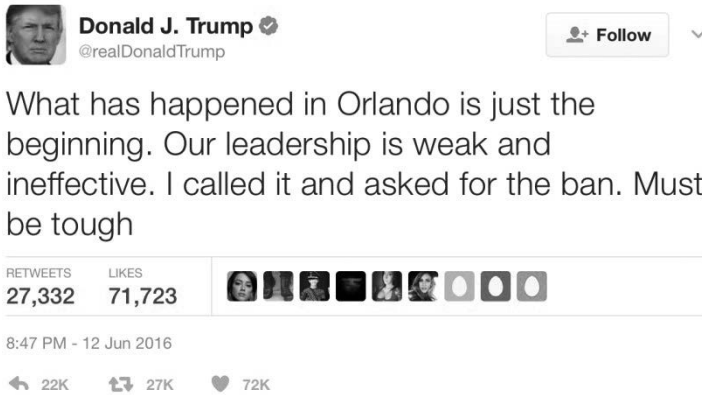 Donald J. Trump
@realDonaldTrump
Follow
What has happened in Orlando is just the
beginning. Our leadership is weak and
ineffective. I called it and asked for the ban. Must
be tough
RETWEETS LIKES
27,332 71,723
8:47 PM - 12 Jun 2016
22K 27K 72K